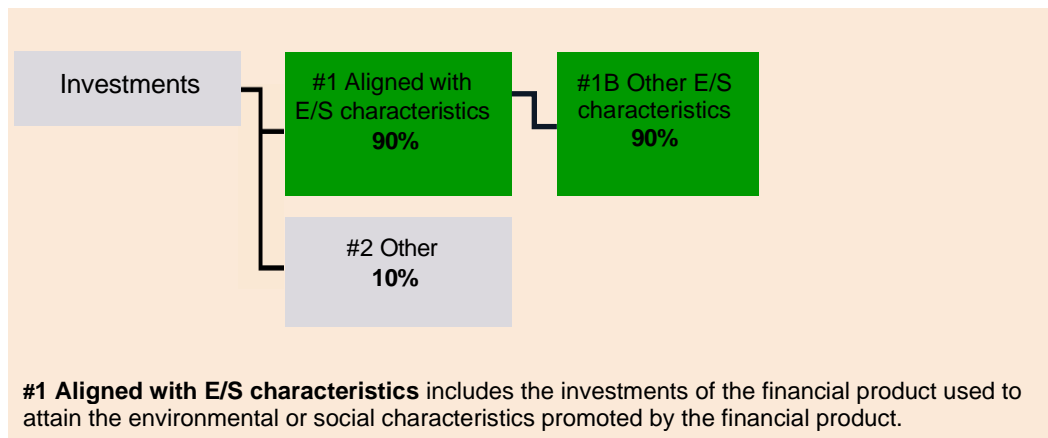 Investments
#1 Aligned with
E/S characteristics
90%
#1B Other E/S
characteristics
90%
#2 Other
10%
#1 Aligned with E/S characteristics includes the investments of the financial product used to
attain the environmental or social characteristics promoted by the financial product.